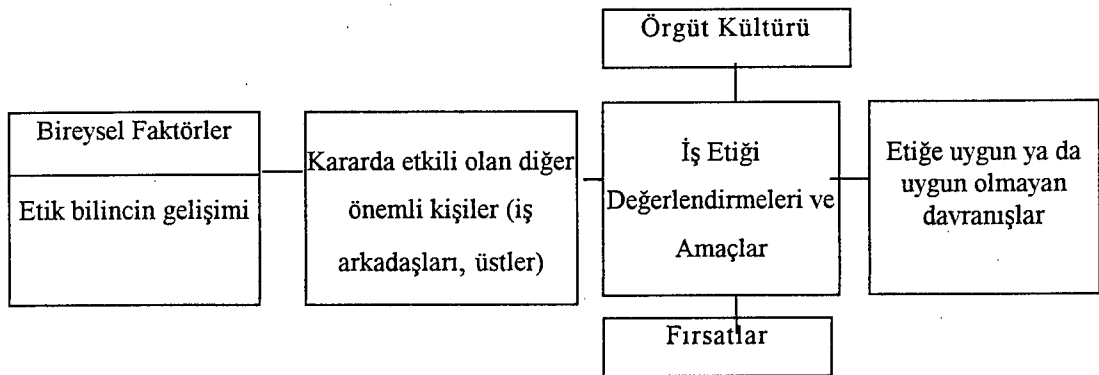 Örgüt Kültürü
Bireysel Faktörler
Etik bilincin gelişimi
Kararda etkili olan diğer
önemli kişiler (iş
arkadaşları, üstler)
İş Etiği
Değerlendirmeleri ve
Amaçlar
Etiğe uygun ya da
uygun olmayan
davranışlar
Fırsatlar